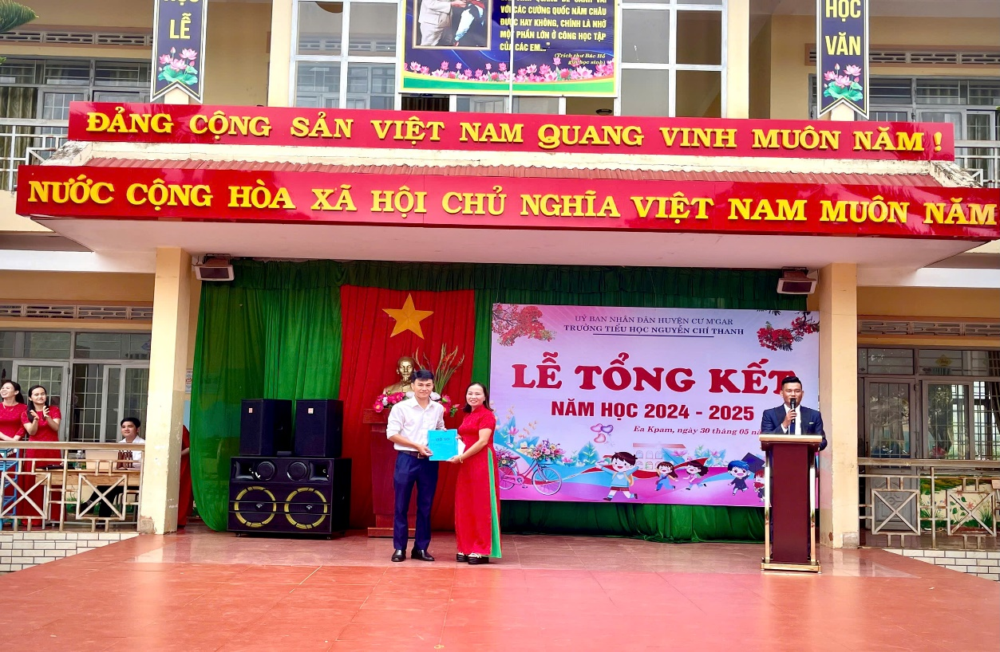 HỌC
LỄ
VỚI CÁC CƯỜNG QUỐC NĂM CHÂU
ĐƯỢC HAY KHÔNG, CHÍNH LÀ NHỜ
MỘT PHẦN LỚN Ở CÔNG HỌC TẬP
CỦA CÁC EM..."
(Trích thư Bác Hồ
gửi học sinh)
HỌC
VĂN
ĐẢNG CỘNG SẢN VIỆT NAM QUANG VINH MUÔN NĂM !
NƯỚC CỘNG HÒA XÃ HỘI CHỦ NGHĨA VIỆT NAM MUÔN NĂM
UỶ BAN NHÂN DÂN HUYỆN CƯ M'GAR
TRƯỜNG TIỂU HỌC NGUYỄN CHÍ THANH
LỄ TỔNG KẾT
NĂM HỌC 2024 - 2025
Ea Kpam, ngày 30 tháng 05